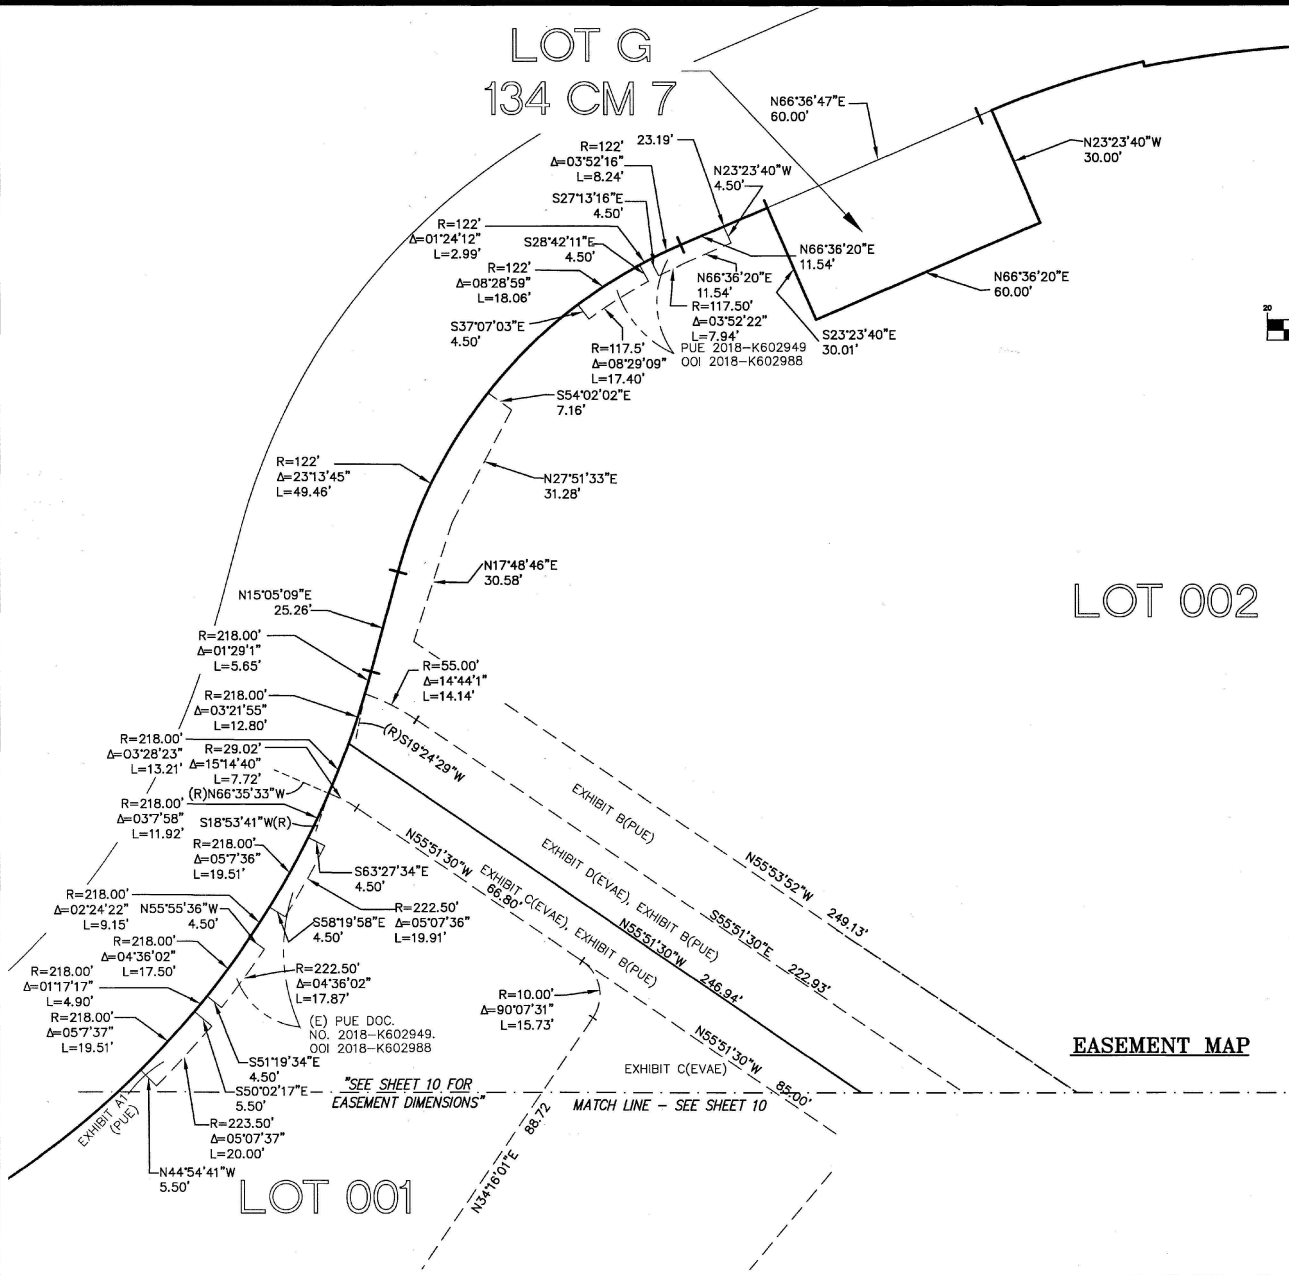 LOT G
134 CM 7
N66°36'47"E
60.00'
N23°23'40"W
30.00'
R=122'
Δ=03°52'16"
L=8.24'
23.19'
N23°23'40"W
4.50'
S27°13'16"E
4.50'
R=122'
Δ=01°24'12"
L=2.99'
S28°42'11"E
4.50'
N66°36'20"E
11.54'
R=122'
Δ=08°28'59"
L=18.06'
N66°36'20"E
11.54'
N66°36'20"E
60.00'
R=117.50'
Δ=03°52'22"
L=7.94'
S37°07'03"E
4.50'
S23°23'40"E
30.01'
20
R=117.5'
Δ=08°29'09"
L=17.40'
PUE 2018-K602949
OOI 2018-K602988
S54°02'02"E
7.16'
R=122'
Δ=23°13'45"
L=49.46'
N27°51'33"E
31.28'
N17°48'46"E
30.58'
N15°05'09"E
25.26'
LOT 002
R=218.00'
Δ=01°29'1"
L=5.65'
R=55.00'
Δ=14°44'1"
L=14.14'
R=218.00'
Δ=03°21'55"
L=12.80'
(R)S19°24'29"W
R=218.00'
Δ=03°28'23"
L=13.21'
R=29.02'
Δ=15°14'40"
L=7.72'
(R)N66°35'33"W
R=218.00'
Δ=03°7'58"
L=11.92'
S18°53'41"W(R)
EXHIBIT B(PUE)
N55°53'52"W 249.13'
EXHIBIT D(EVAE), EXHIBIT B(PUE)
S55°51'30"E 222.93'
N55°51'30"W 66.80'
EXHIBIT C(EVAE), EXHIBIT B(PUE)
N55°51'30"W 246.94'
R=218.00'
Δ=05°7'36"
L=19.51'
S63°27'34"E
4.50'
R=218.00'
Δ=02°24'22"
L=9.15'
N55°55'36"W
4.50'
S58°19'58"E
4.50'
R=222.50'
Δ=05°07'36"
L=19.91'
R=218.00'
Δ=04°36'02"
L=17.50'
R=218.00'
Δ=01°17'17"
L=4.90'
R=222.50'
Δ=04°36'02"
L=17.87'
R=10.00'
Δ=90°07'31"
L=15.73'
R=218.00'
Δ=05°7'37"
L=19.51'
(E) PUE DOC.
NO. 2018-K602949.
OOI 2018-K602988
N55°51'30"W 85.00'
EXHIBIT C(EVAE)
EASEMENT MAP
S51°19'34"E
4.50'
S50°02'17"E
5.50'
"SEE SHEET 10 FOR
EASEMENT DIMENSIONS"
MATCH LINE - SEE SHEET 10
EXHIBIT A1
(PUE)
R=223.50'
Δ=05°07'37"
L=20.00'
N44°54'41"W
5.50'
N34°16'01"E 88.72
LOT 001